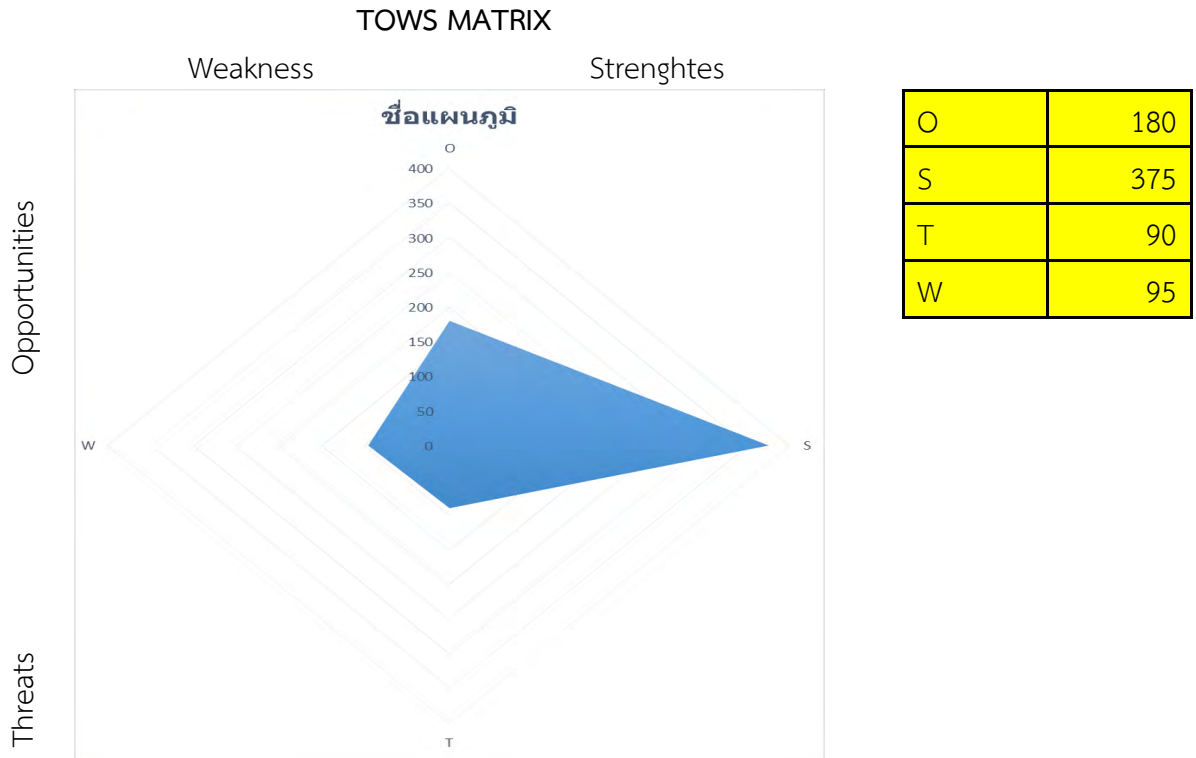 TOWS MATRIX
Weakness Strenghtes
ชื่อแผนภูมิ
O
400
350
300
250
200
150
100
50
0
W
S
T
Opportunities
Threats
O 180
S 375
T 90
W 95